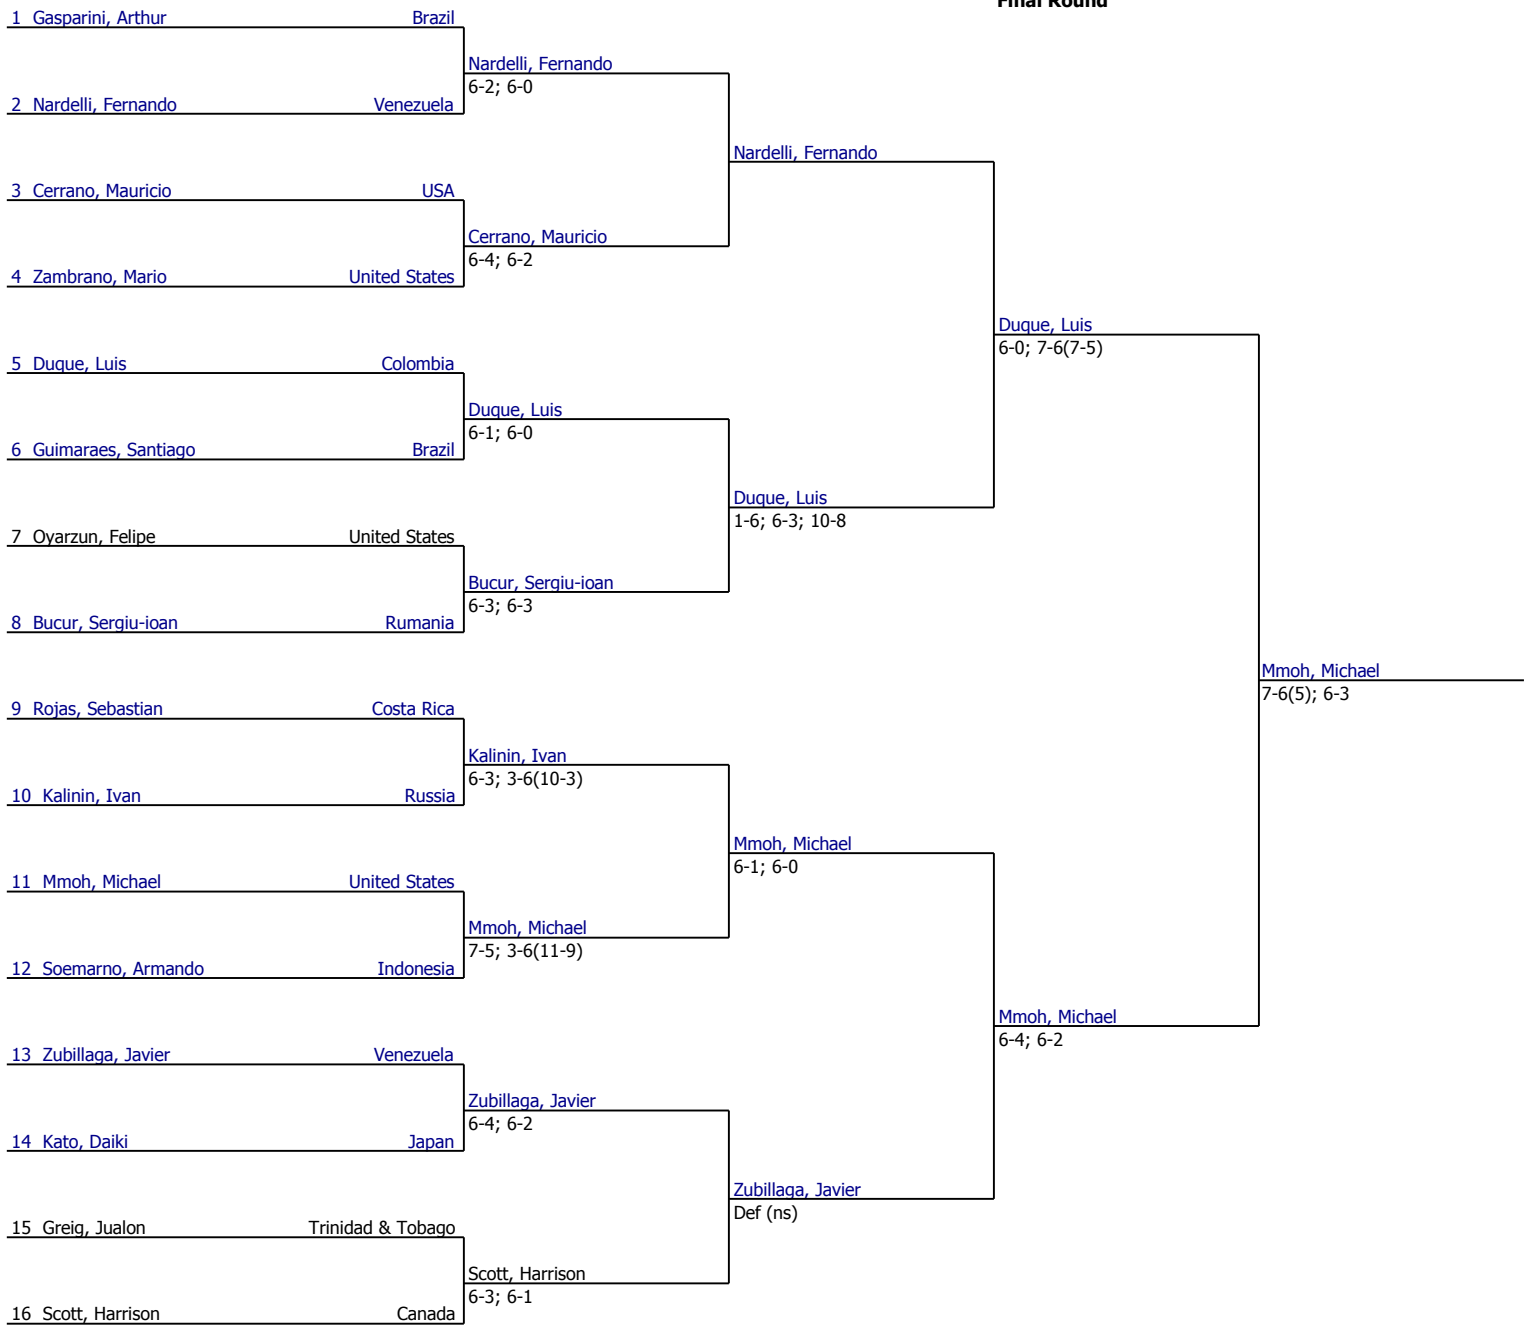 Final Round
1 Gasparini, Arthur Brazil
Nardelli, Fernando
6-2; 6-0
2 Nardelli, Fernando Venezuela
Nardelli, Fernando
3 Cerrano, Mauricio USA
Cerrano, Mauricio
6-4; 6-2
4 Zambrano, Mario United States
Duque, Luis
6-0; 7-6(7-5)
5 Duque, Luis Colombia
Duque, Luis
6-1; 6-0
6 Guimaraes, Santiago Brazil
Duque, Luis
1-6; 6-3; 10-8
7 Oyarzun, Felipe United States
Bucur, Sergiu-ioan
6-3; 6-3
8 Bucur, Sergiu-ioan Rumania
Mmoh, Michael
7-6(5); 6-3
9 Rojas, Sebastian Costa Rica
Kalinin, Ivan
6-3; 3-6(10-3)
10 Kalinin, Ivan Russia
Mmoh, Michael
6-1; 6-0
11 Mmoh, Michael United States
Mmoh, Michael
7-5; 3-6(11-9)
12 Soemarno, Armando Indonesia
Mmoh, Michael
6-4; 6-2
13 Zubillaga, Javier Venezuela
Zubillaga, Javier
6-4; 6-2
14 Kato, Daiki Japan
Zubillaga, Javier
Def (ns)
15 Greig, Jualon Trinidad & Tobago
Scott, Harrison
6-3; 6-1
16 Scott, Harrison Canada